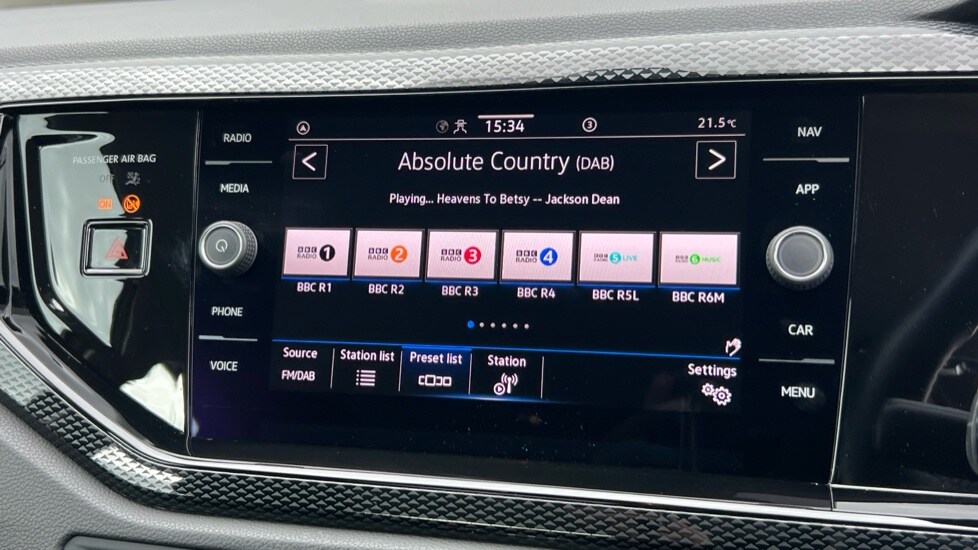 RADIO
MEDIA
PHONE
VOICE
PASSENGER AIR BAG
OFF
ON
15:34
3
21.5°C
Absolute Country (DAB)
Playing... Heavens To Betsy -- Jackson Dean
BBC RADIO 1
BBC RADIO 2
BBC RADIO 3
BBC RADIO 4
BBC RADIO 5 LIVE
BBC RADIO 6 MUSIC
BBC R1
BBC R2
BBC R3
BBC R4
BBC R5L
BBC R6M
Source
FM/DAB
Station list
Preset list
Station
Settings
NAV
APP
CAR
MENU